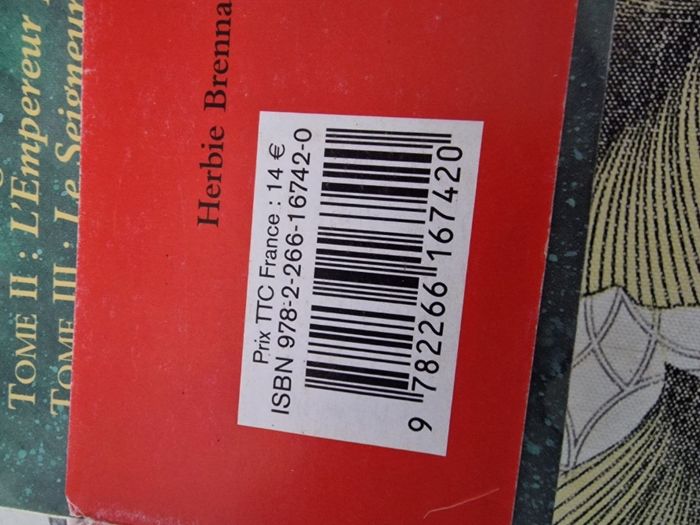 TOME II : L'Empereur
TOME III : Le Seigneur
Herbie Brenna
Prix TTC France : 14 €
ISBN 978-2-266-16742-0
9 782266 167420